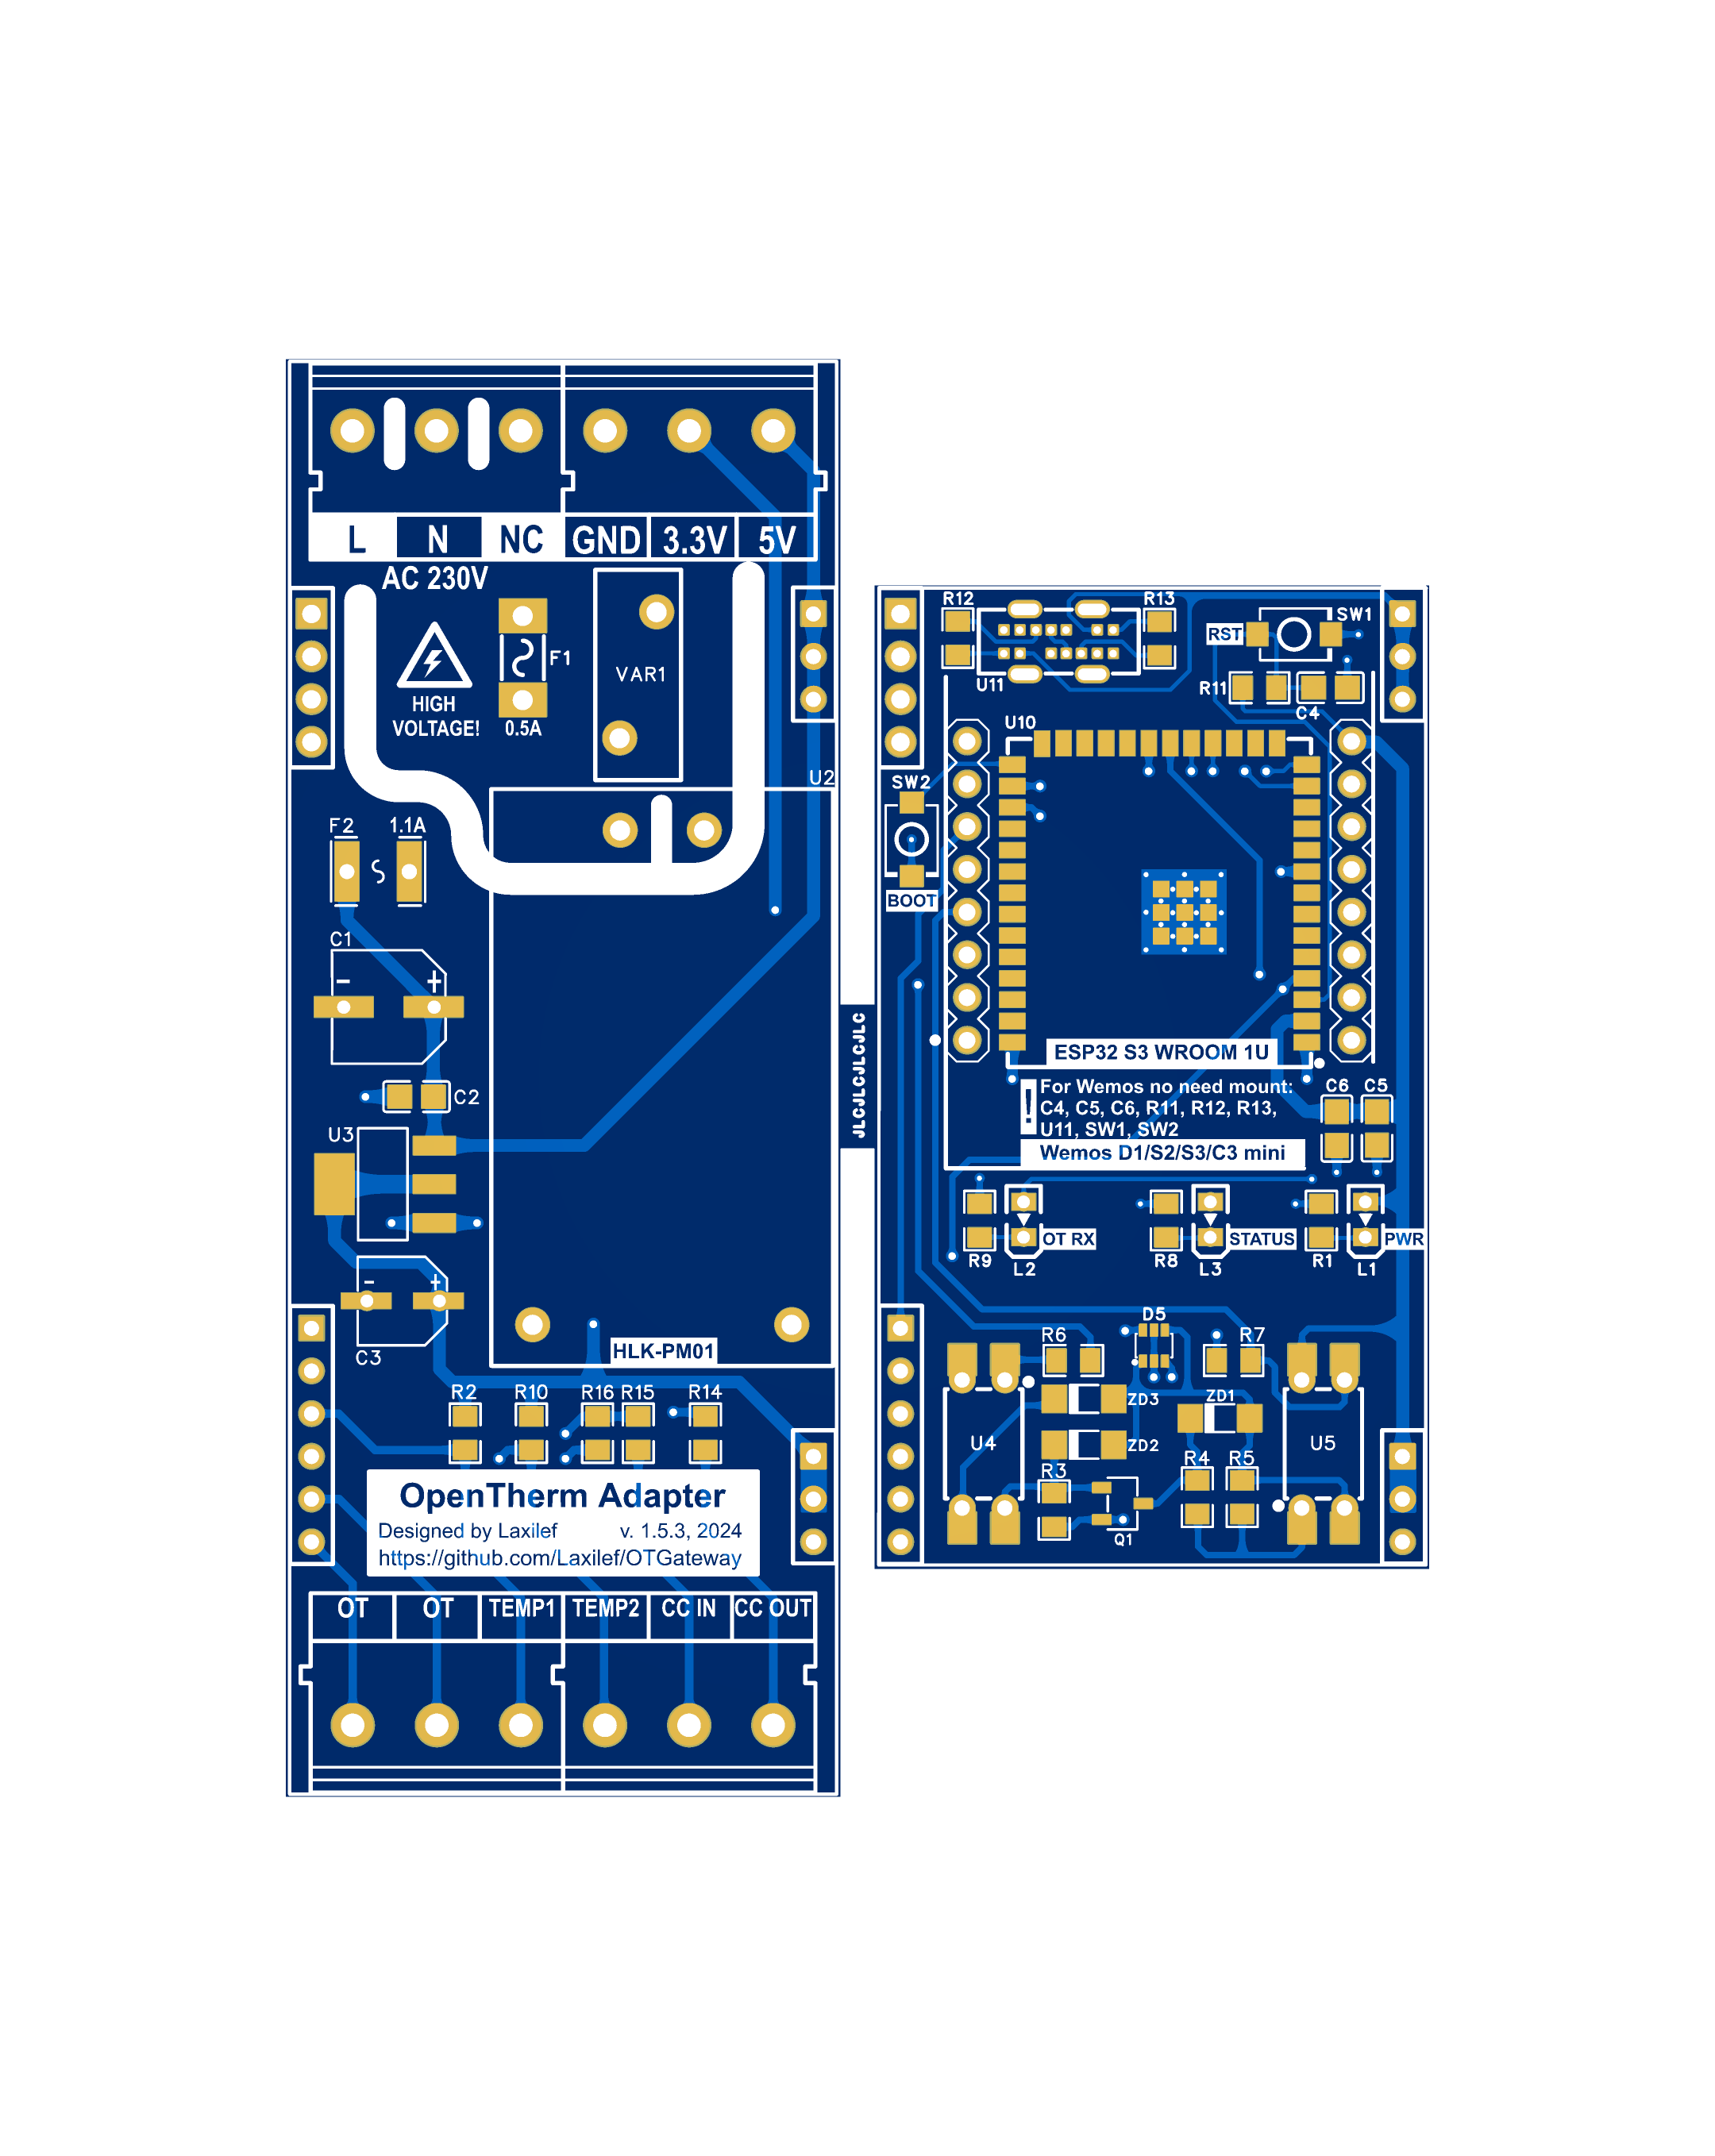 L N NC GND 3.3V 5V
AC 230V
HIGH
VOLTAGE!
F1
0.5A
VAR1
U2
F2 1.1A
C1
- +
C2
U3
- +
C3
HLK-PM01
R2 R10 R16 R15 R14
OpenTherm Adapter
Designed by Laxilef v. 1.5.3, 2024
https://github.com/Laxilef/OTGateway
OT OT TEMP1 TEMP2 CC IN CC OUT
JLCJLCJLCJLC
R12 R13
SW1
RST
U11
R11
C4
U10
SW2
BOOT
ESP32 S3 WROOM 1U
! For Wemos no need mount:
C4, C5, C6, R11, R12, R13,
U11, SW1, SW2
Wemos D1/S2/S3/C3 mini
C6 C5
OT RX STATUS PWR
R9 L2 R8 L3 R1 L1
D5
R6 R7
ZD3 ZD1
U4 ZD2 U5
R3 R4 R5
Q1